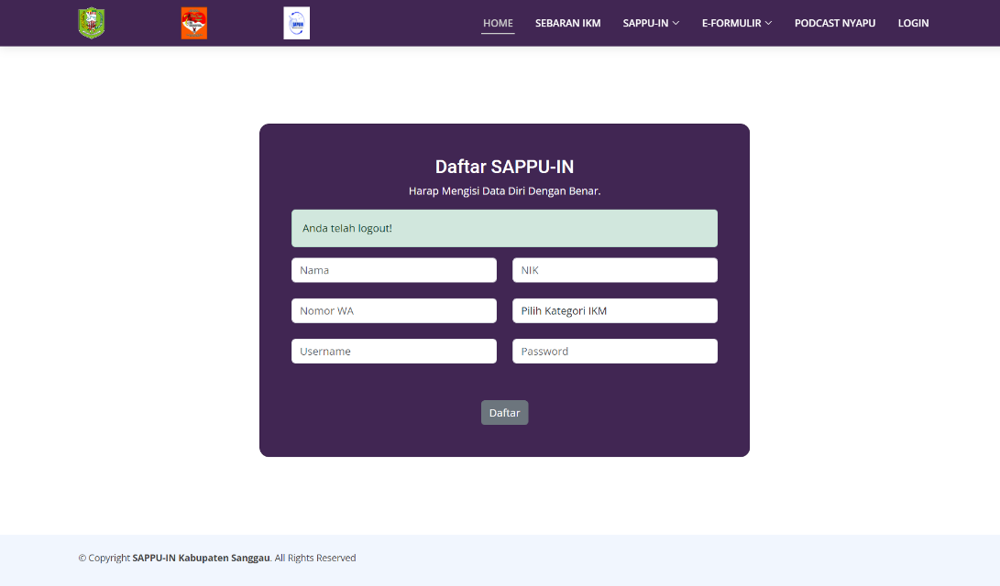 HOME SEBARAN IKM SAPPU-IN E-FORMULIR PODCAST NYAPU LOGIN
Daftar SAPPU-IN
Harap Mengisi Data Diri Dengan Benar.
Anda telah logout!
Nama NIK
Nomor WA Pilih Kategori IKM
Username Password
Daftar
© Copyright SAPPU-IN Kabupaten Sanggau. All Rights Reserved